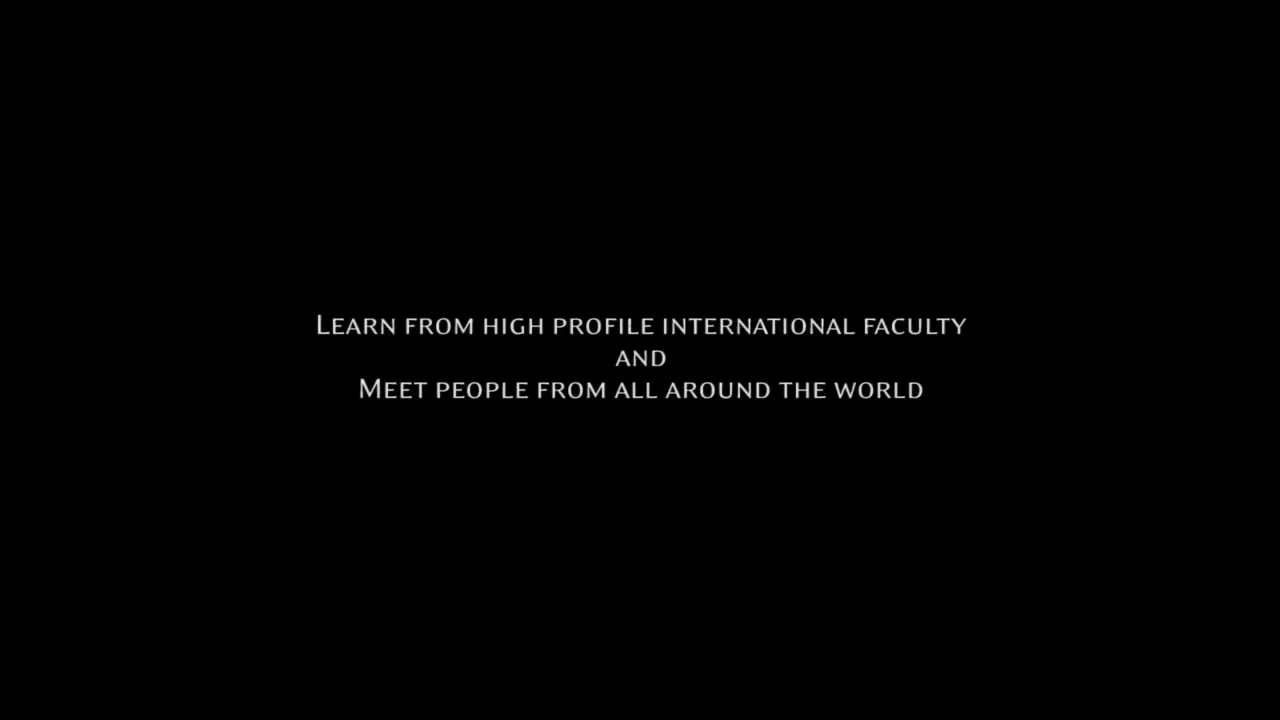 Learn from high profile international faculty
and
Meet people from all around the world